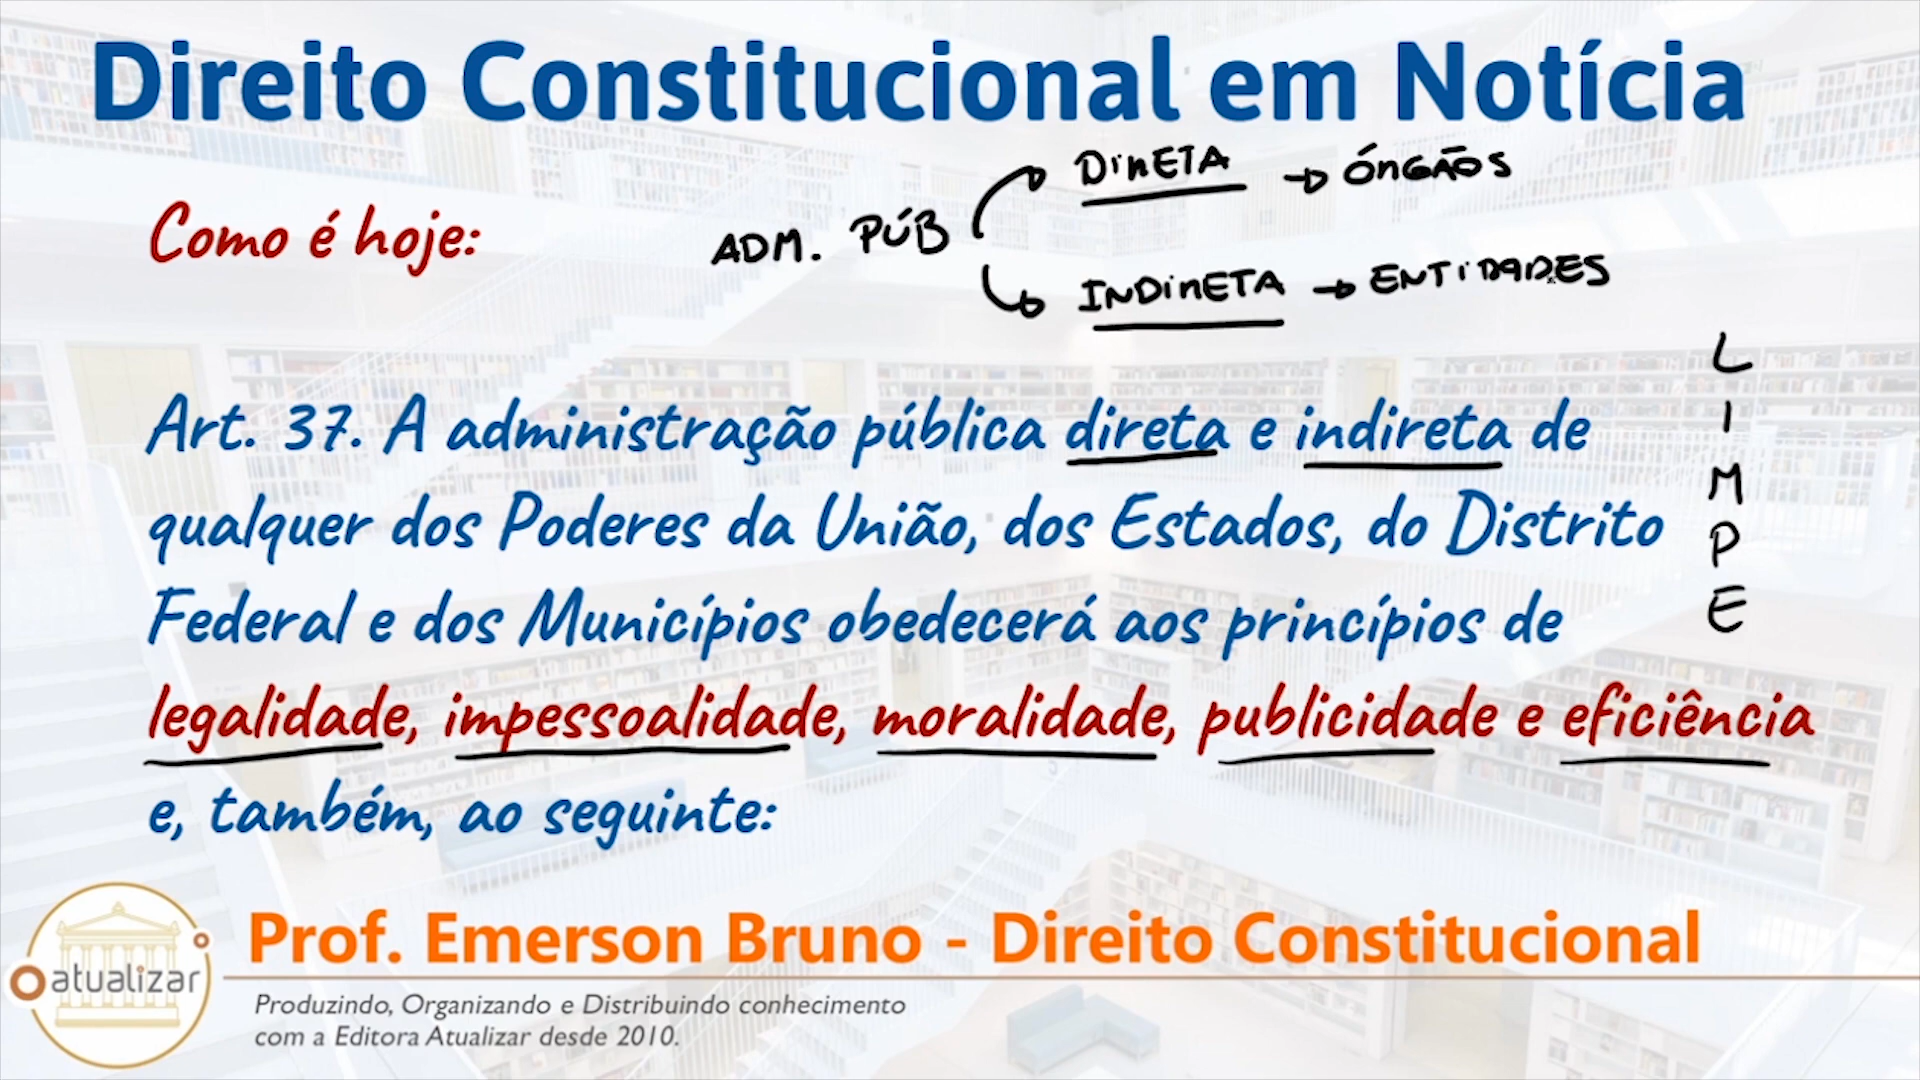 Direito Constitucional em Notícia
Como é hoje:
ADM. PÚB
DIRETA → ÓRGÃOS
INDIRETA → ENTIDADES
Art. 37. A administração pública direta e indireta de
qualquer dos Poderes da União, dos Estados, do Distrito
Federal e dos Municípios obedecerá aos princípios de
legalidade, impessoalidade, moralidade, publicidade e eficiência
e, também, ao seguinte:
L
I
M
P
E
atualizar
Prof. Emerson Bruno - Direito Constitucional
Produzindo, Organizando e Distribuindo conhecimento
com a Editora Atualizar desde 2010.